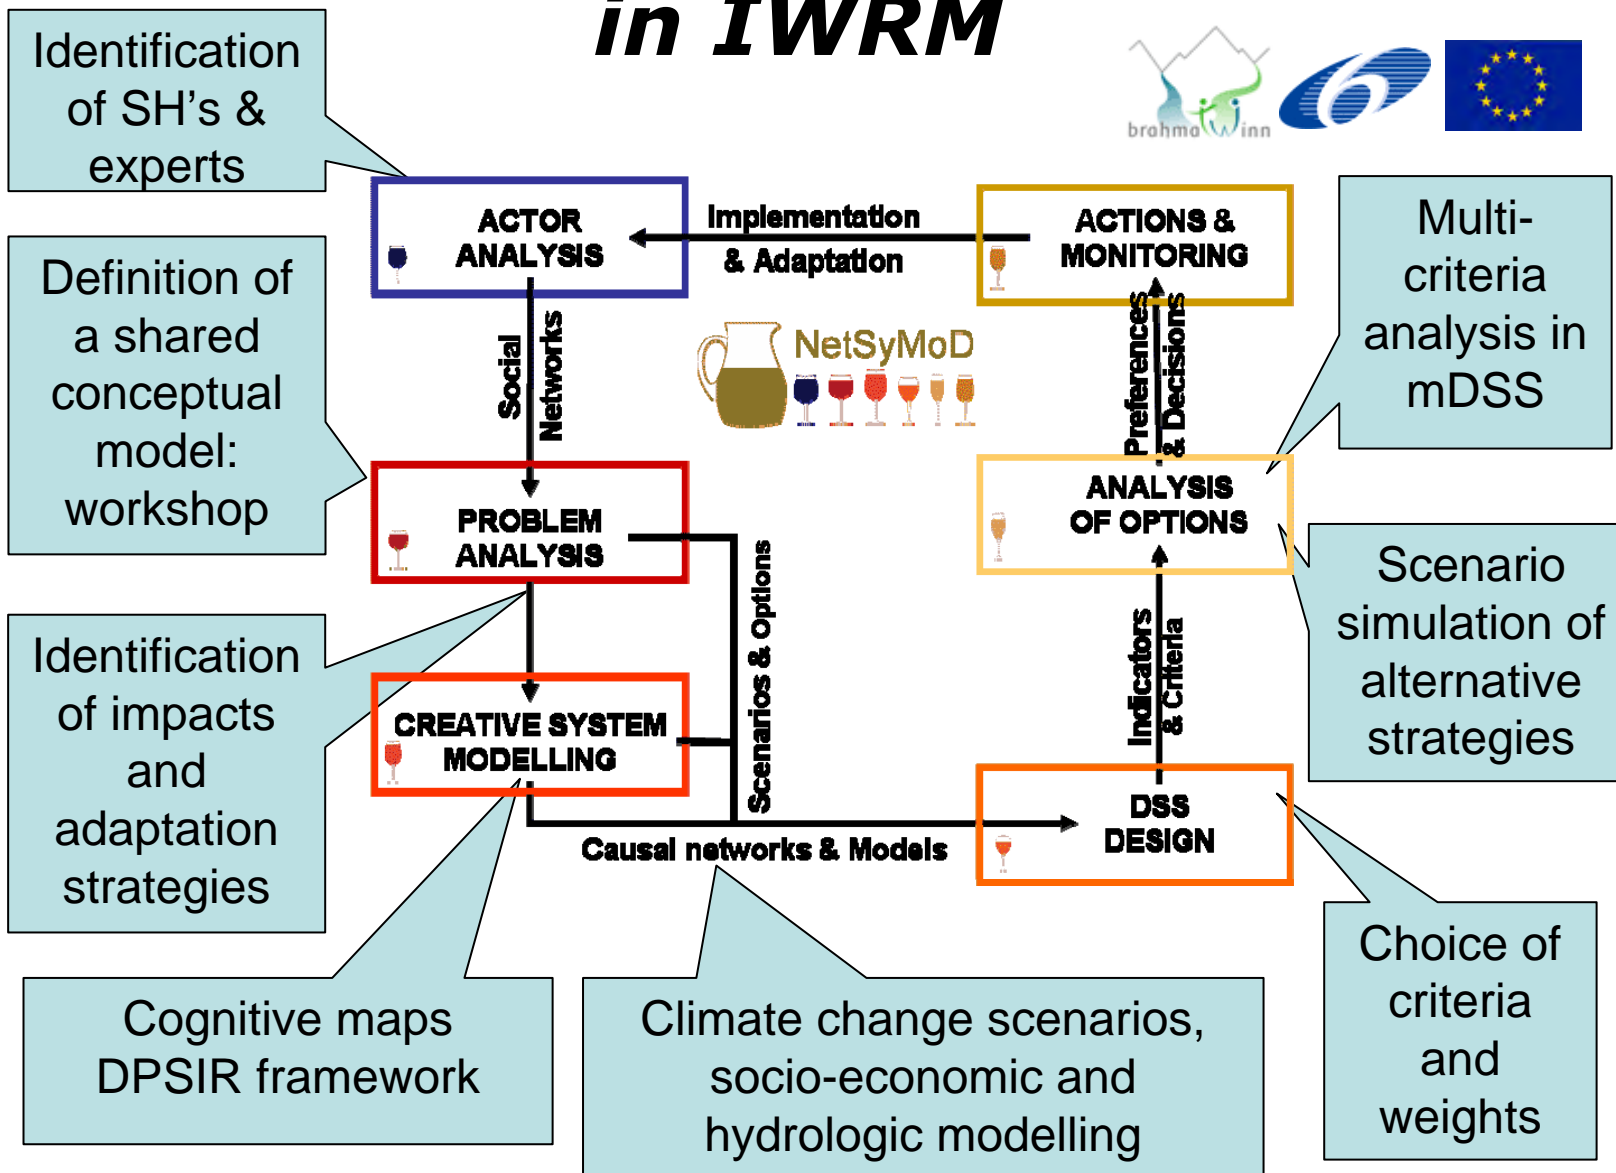 in IWRM
brahma
inn
Identification
of SH's &
experts
ACTOR
ANALYSIS
Implementation
& Adaptation
ACTIONS &
MONITORING
Multi-
criteria
analysis in
mDSS
Definition of
a shared
conceptual
model:
workshop
Social
Networks
NetSyMoD
Preferences
& Decisions
PROBLEM
ANALYSIS
ANALYSIS
OF OPTIONS
Scenario
simulation of
alternative
strategies
Identification
of impacts
and
adaptation
strategies
Scenarios & Options
Indicators
& Criteria
CREATIVE SYSTEM
MODELLING
Causal networks & Models
DSS
DESIGN
Cognitive maps
DPSIR framework
Climate change scenarios,
socio-economic and
hydrologic modelling
Choice of
criteria
and
weights